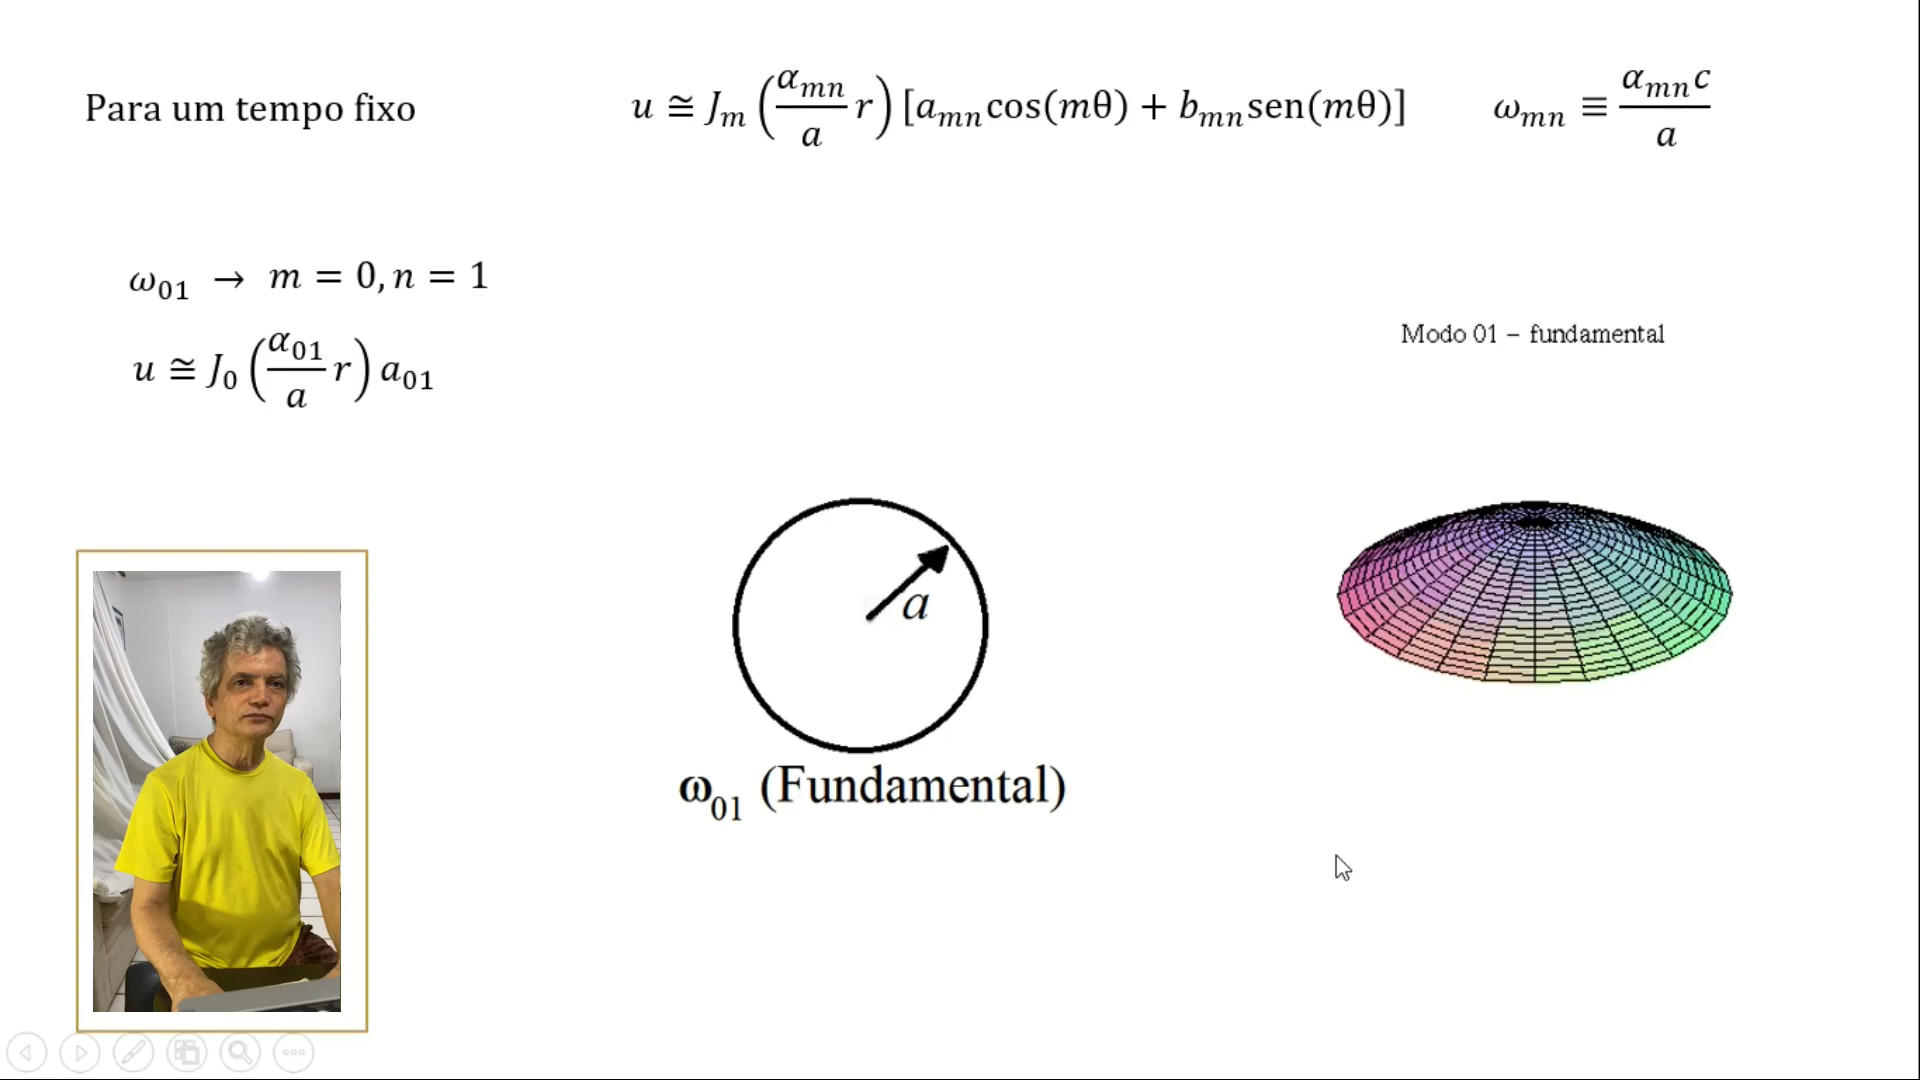 Para um tempo fixo
u ≅ J_m (α_mn/a r) [a_mn cos(mθ) + b_mn sen(mθ)]
ω_mn ≡ α_mn c/a
ω_01 → m = 0, n = 1
u ≅ J_0 (α_01/a r) a_01
Modo 01 – fundamental
a
ω_01 (Fundamental)